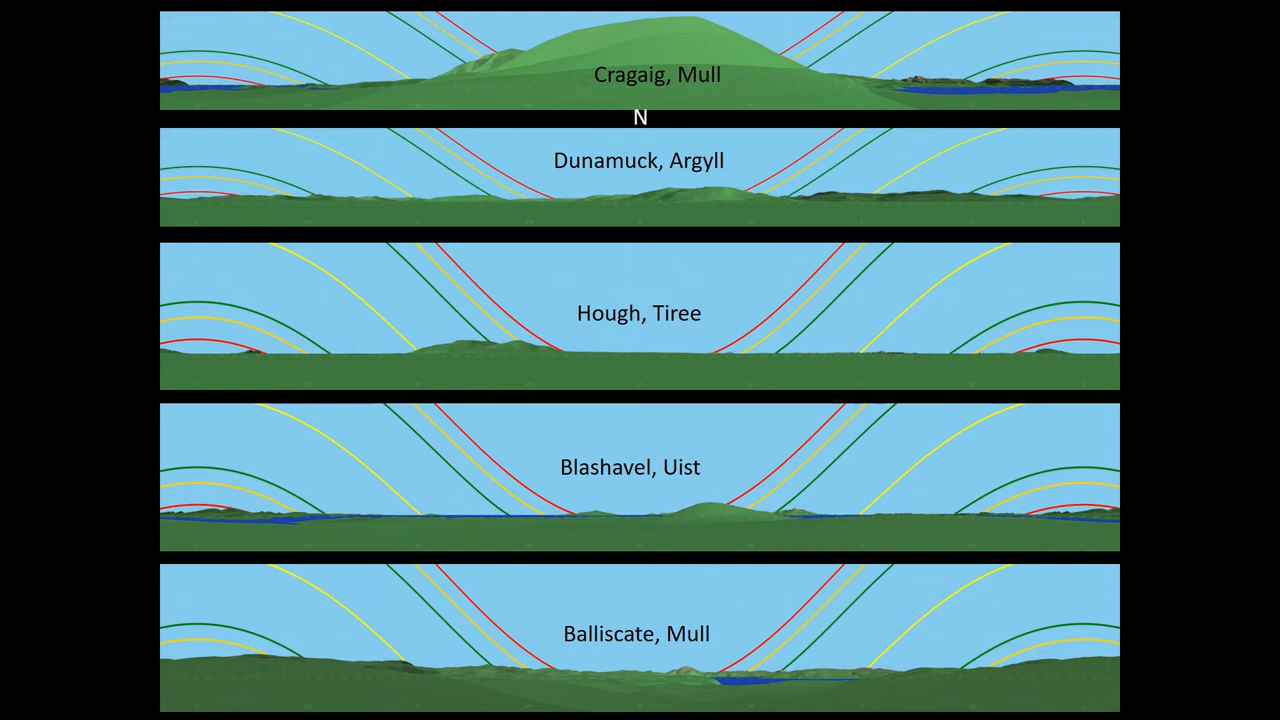 Cragaig, Mull
N
Dunamuck, Argyll
Hough, Tiree
Blashavel, Uist
Balliscate, Mull